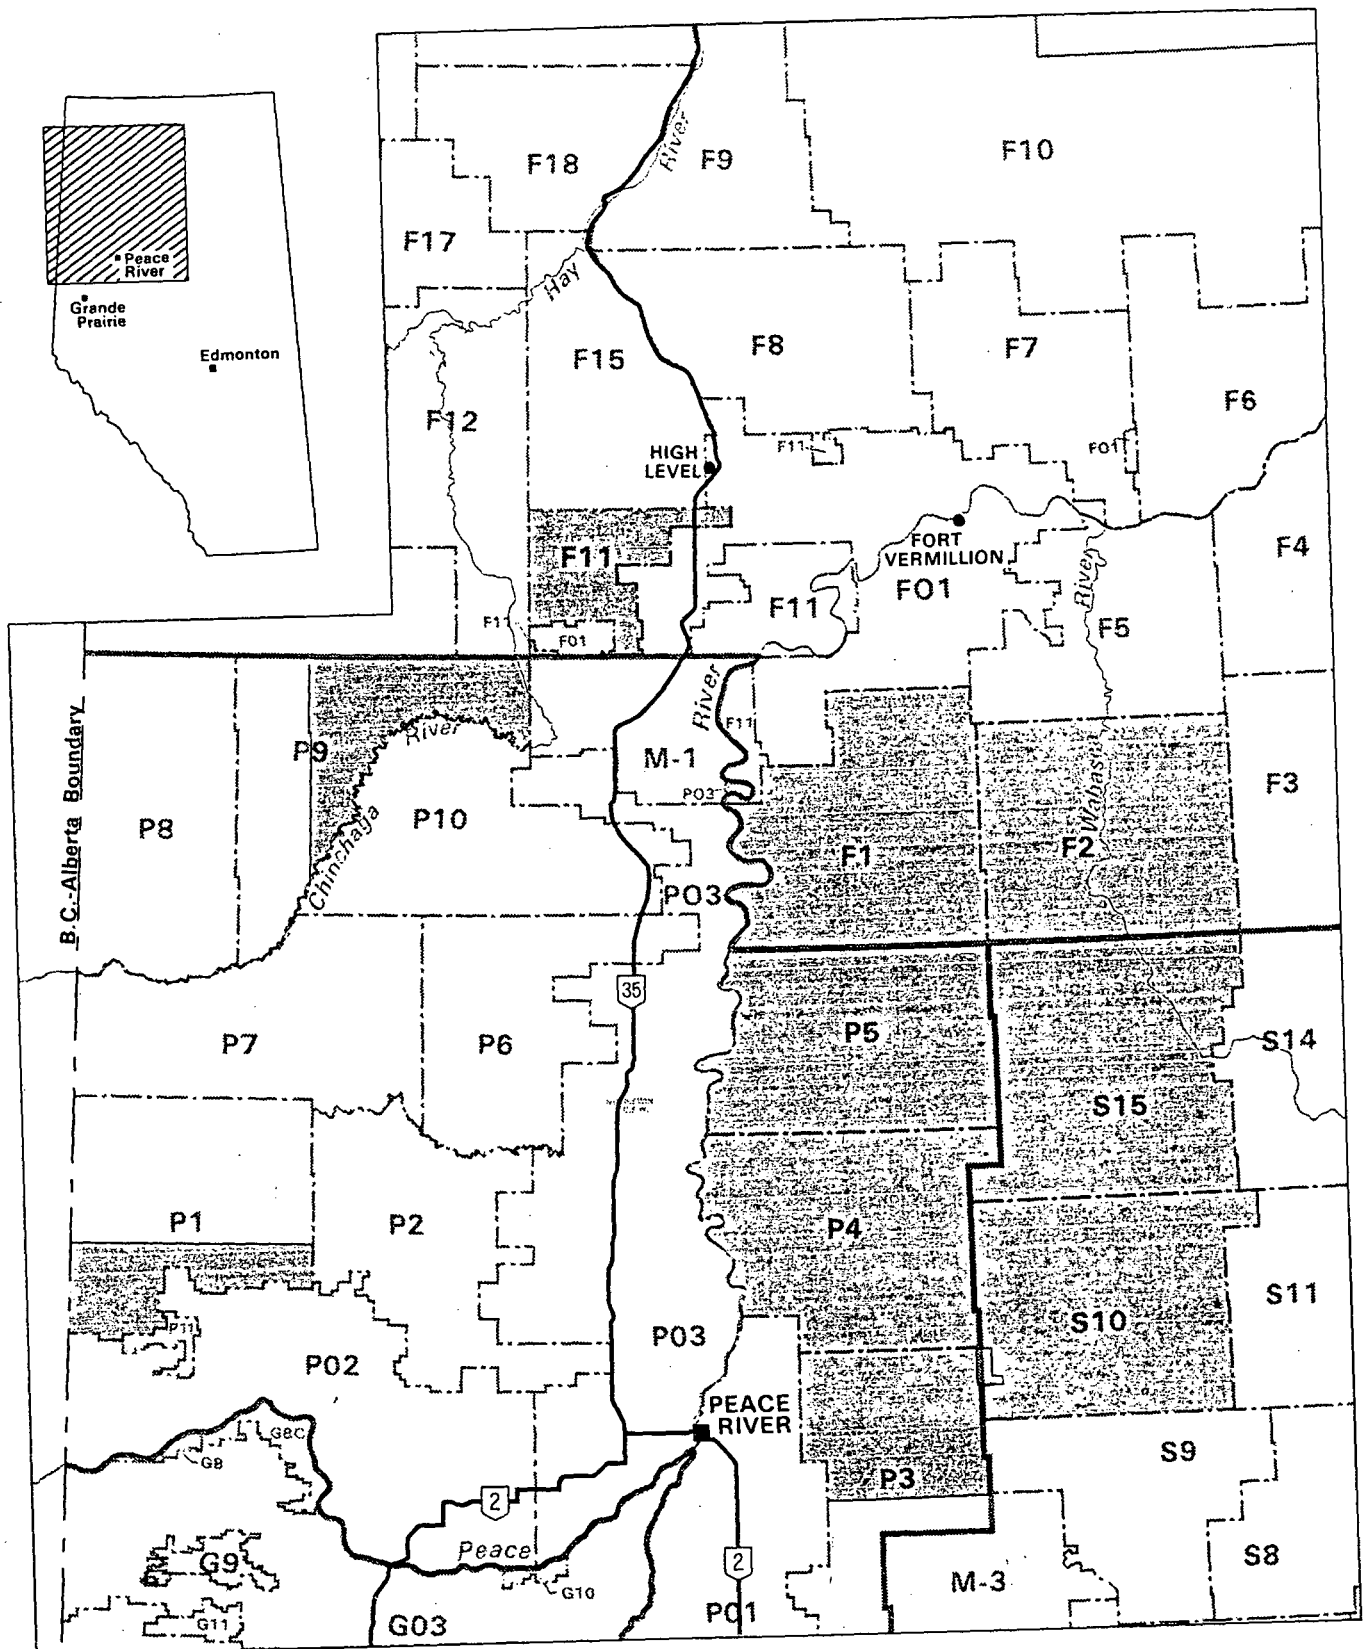 River
F9
F10
F18
F17
Peace
River
Grande
Prairie
Edmonton
Hay
F15
F8
F7
F6
F12
HIGH
LEVEL
F11
F01
FORT
VERMILLION
F4
F11
F11
FO1
River
F5
F11
F01
B.C.-Alberta Boundary
P9
River
River
F11
M-1
PO3
Wabasca
F3
P8
Chinchaga
P10
F1
F2
PO3
35
P7
P6
P5
S14
S15
P1
P2
P4
S11
S10
P11
P02
P03
PEACE
RIVER
G8C
G8
S9
P3
2
Peace
2
G9
G10
M-3
S8
G11
G03
P01